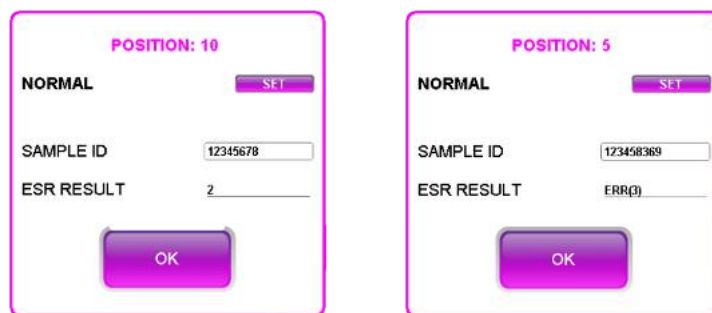 POSITION: 10
NORMAL SET
SAMPLE ID 12345678
ESR RESULT 2
OK
POSITION: 5
NORMAL SET
SAMPLE ID 123458369
ESR RESULT ERR(3)
OK